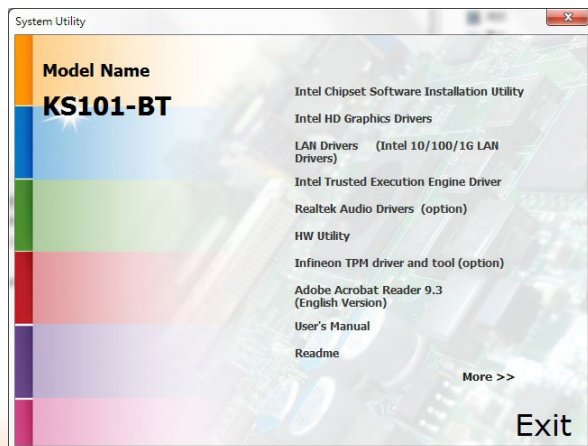 System Utility
Model Name
KS101-BT
Intel Chipset Software Installation Utility
Intel HD Graphics Drivers
LAN Drivers (Intel 10/100/1G LAN
Drivers)
Intel Trusted Execution Engine Driver
Realtek Audio Drivers (option)
HW Utility
Infineon TPM driver and tool (option)
Adobe Acrobat Reader 9.3
(English Version)
User's Manual
Readme
More >>
Exit